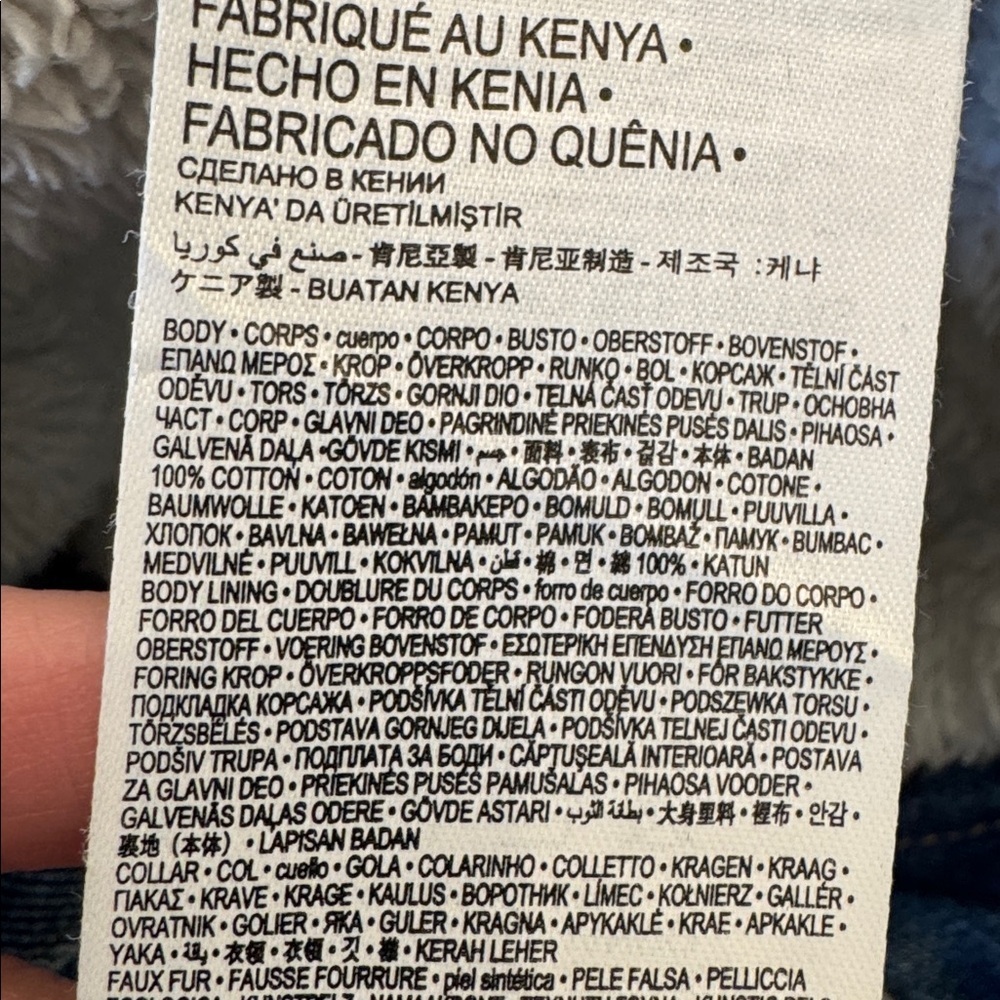 FABRIQUÉ AU KENYA •
HECHO EN KENIA •
FABRICADO NO QUÊNIA •
СДЕЛАНО В КЕНИИ
KENYA' DA ÜRETİLMİŞTİR
صنع في كوريا - 肯尼亞製 - 肯尼亚制造 - 제조국 :케냐
ケニア製 - BUATAN KENYA
BODY • CORPS • cuerpo • CORPO • BUSTO • OBERSTOFF • BOVENSTOF •
ΕΠΑΝΩ ΜΕΡΟΣ • KROP • ÖVERKROPP • RUNKO • BOL • КОРСАЖ • TĚLNÍ ČÁST
ODĚVU • TORS • TÖRZS • GORNJI DIO • TELNÁ ČASŤ ODEVU • TRUP • ОСНОВНА
ЧАСТ • CORP • GLAVNI DEO • PAGRINDINĖ PRIEKINĖS PUSĖS DALIS • PIHAOSA •
GALVENĀ DAĻA •GÖVDE KISMI • جسم • 面料 • 表布 • 겉감 • 本体 • BADAN
100% COTTON • COTON • algodón • ALGODÃO • ALGODON • COTONE •
BAUMWOLLE • KATOEN • ΒΑΜΒΑΚΕΡΟ • BOMULD • BOMULL • PUUVILLA •
ХЛОПОК • BAVLNA • BAWEŁNA • PAMUT • PAMUK • BOMBAŽ • ПАМУК • BUMBAC •
MEDVILNĖ • PUUVILL • KOKVILNA • قطن • 棉 • 면 • 綿 100% • KATUN
BODY LINING • DOUBLURE DU CORPS • forro de cuerpo • FORRO DO CORPO •
FORRO DEL CUERPO • FORRO DE CORPO • FODERA BUSTO • FUTTER
OBERSTOFF • VOERING BOVENSTOF • ΕΣΩΤΕΡΙΚΗ ΕΠΕΝΔΥΣΗ ΕΠΑΝΩ ΜΕΡΟΥΣ •
FORING KROP • ÖVERKROPPSFODER • RUNGON VUORI • FÔR BAKSTYKKE •
ПОДКЛАДКА КОРСАЖА • PODŠÍVKA TĚLNÍ ČÁSTI ODĚVU • PODSZEWKA TORSU •
TÖRZSBÉLÉS • PODSTAVA GORNJEG DIJELA • PODŠÍVKA TELNEJ ČASTI ODEVU •
PODŠIV TRUPA • ПОДПЛАТА ЗА БОДИ • CĂPTUȘEALĂ INTERIOARĂ • POSTAVA
ZA GLAVNI DEO • PRIEKINĖS PUSĖS PAMUŠALAS • PIHAOSA VOODER •
GALVENĀS DAĻAS ODERE • GÖVDE ASTARI • بطانة الثوب • 大身里料 • 裡布 • 안감 •
裏地（本体）• LAPISAN BADAN
COLLAR • COL • cuello • GOLA • COLARINHO • COLLETTO • KRAGEN • KRAAG •
ΓΙΑΚΑΣ • KRAVE • KRAGE • KAULUS • ВОРОТНИК • LÍMEC • KOŁNIERZ • GALLÉR •
OVRATNIK • GOLIER • ЯКА • GULER • KRAGNA • APYKAKLĖ • KRAE • APKAKLE •
YAKA • ياقة • 衣領 • 衣領 • 깃 • 襟 • KERAH LEHER
FAUX FUR • FAUSSE FOURRURE • piel sintética • PELE FALSA • PELLICCIA